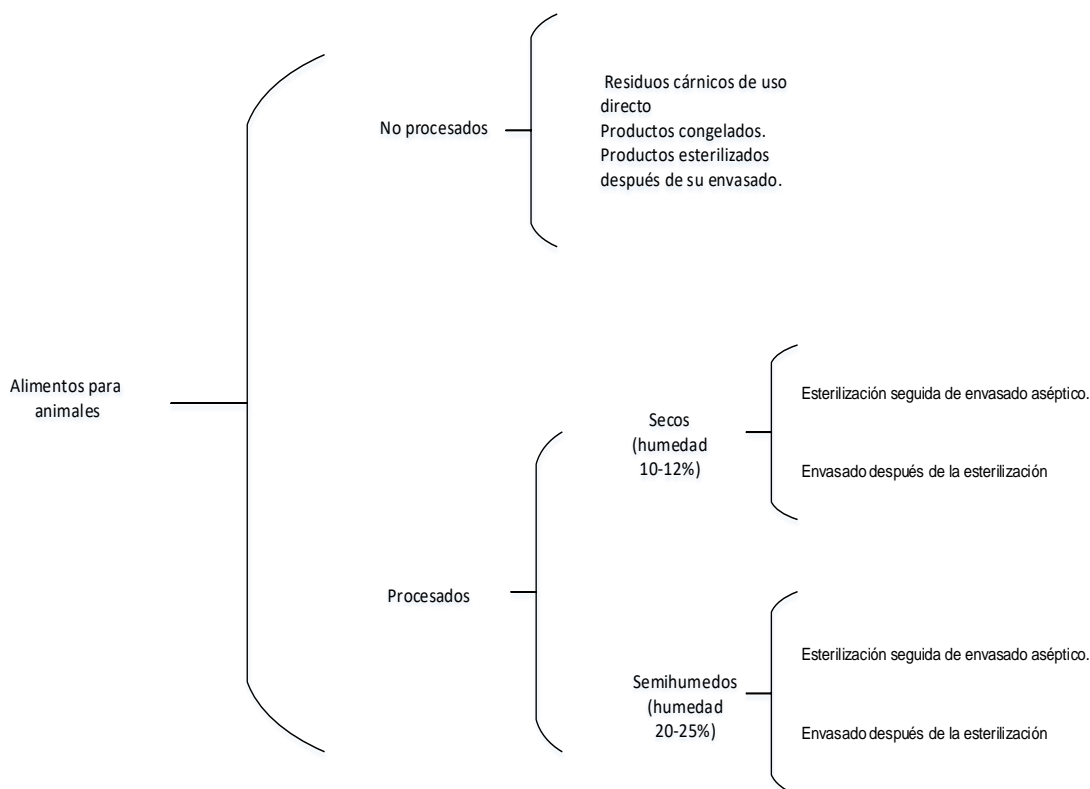 Alimentos para
animales
No procesados
Residuos cárnicos de uso
directo
Productos congelados.
Productos esterilizados
después de su envasado.
Procesados
Secos
(humedad
10-12%)
Esterilización seguida de envasado aséptico.
Envasado después de la esterilización
Semihumedos
(humedad
20-25%)
Esterilización seguida de envasado aséptico.
Envasado después de la esterilización